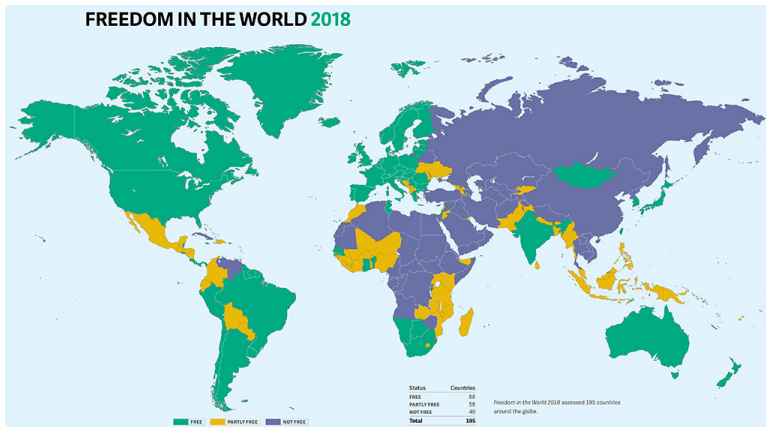 FREEDOM IN THE WORLD 2018
Status Countries
FREE 88
PARTLY FREE 58
NOT FREE 49
Total 195
Freedom in the World 2018 assessed 195 countries
around the globe.
FREE PARTLY FREE NOT FREE